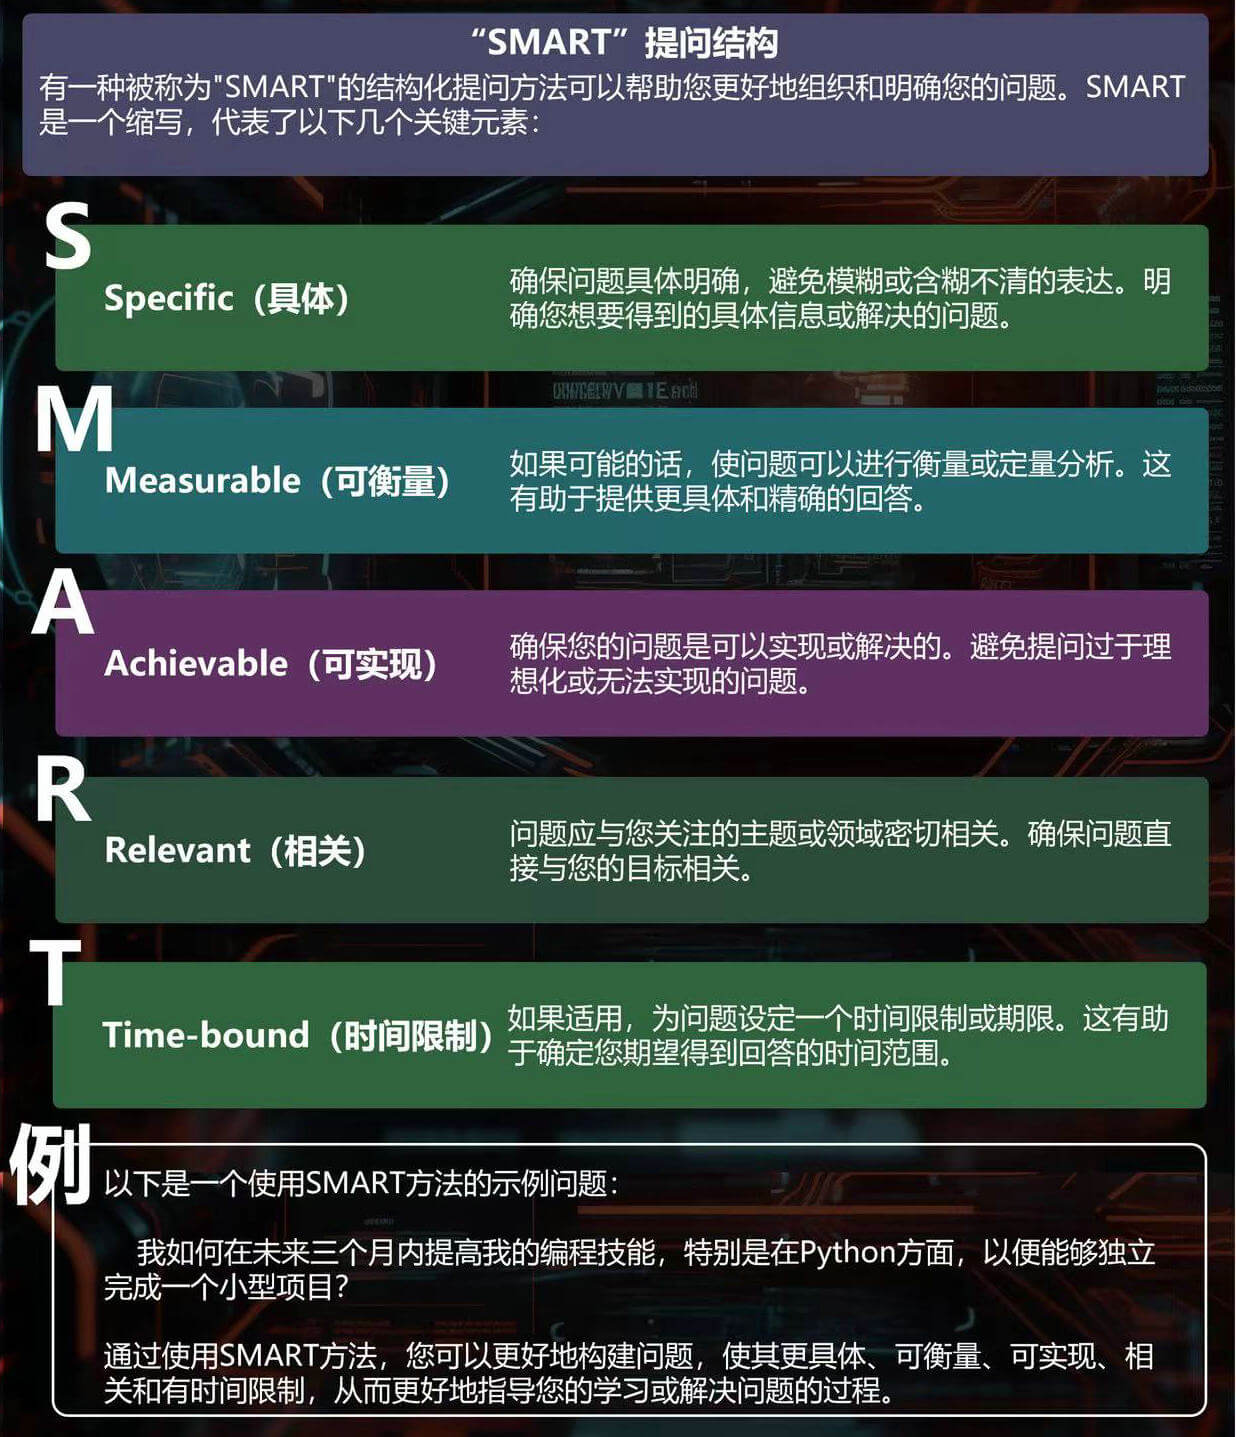 “SMART”提问结构
有一种被称为"SMART"的结构化提问方法可以帮助您更好地组织和明确您的问题。SMART
是一个缩写，代表了以下几个关键元素：
S
Specific（具体）
确保问题具体明确，避免模糊或含糊不清的表达。明
确您想要得到的具体信息或解决的问题。
M
Measurable（可衡量）
如果可能的话，使问题可以进行衡量或定量分析。这
有助于提供更具体和精确的回答。
A
Achievable（可实现）
确保您的问题是可以实现或解决的。避免提问过于理
想化或无法实现的问题。
R
Relevant（相关）
问题应与您关注的主题或领域密切相关。确保问题直
接与您的目标相关。
T
Time-bound（时间限制）
如果适用，为问题设定一个时间限制或期限。这有助
于确定您期望得到回答的时间范围。
例
以下是一个使用SMART方法的示例问题：
我如何在未来三个月内提高我的编程技能，特别是在Python方面，以便能够独立
完成一个小型项目？
通过使用SMART方法，您可以更好地构建问题，使其更具体、可衡量、可实现、相
关和有时间限制，从而更好地指导您的学习或解决问题的过程。